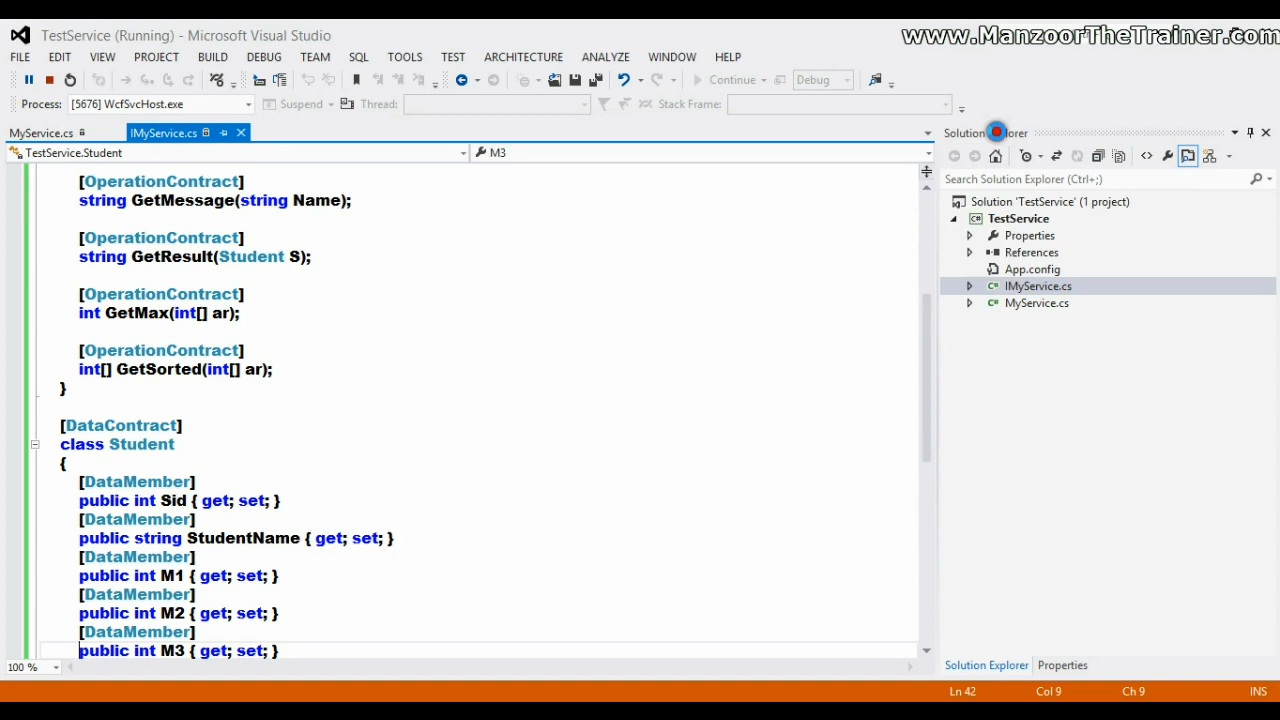 www.ManzoorTheTrainer.com
TestService (Running) - Microsoft Visual Studio
FILE EDIT VIEW PROJECT BUILD DEBUG TEAM SQL TOOLS TEST ARCHITECTURE ANALYZE WINDOW HELP
Continue Debug
Process: [5676] WcfSvcHost.exe Suspend Thread: Stack Frame:
MyService.cs IMyService.cs
TestService.Student M3
[OperationContract]
string GetMessage(string Name);
[OperationContract]
string GetResult(Student S);
[OperationContract]
int GetMax(int[] ar);
[OperationContract]
int[] GetSorted(int[] ar);
}
[DataContract]
class Student
{
[DataMember]
public int Sid { get; set; }
[DataMember]
public string StudentName { get; set; }
[DataMember]
public int M1 { get; set; }
[DataMember]
public int M2 { get; set; }
[DataMember]
public int M3 { get; set; }
100 %
Solution Explorer
Search Solution Explorer (Ctrl+;)
Solution 'TestService' (1 project)
TestService
Properties
References
App.config
IMyService.cs
MyService.cs
Solution Explorer Properties
Ln 42 Col 9 Ch 9 INS